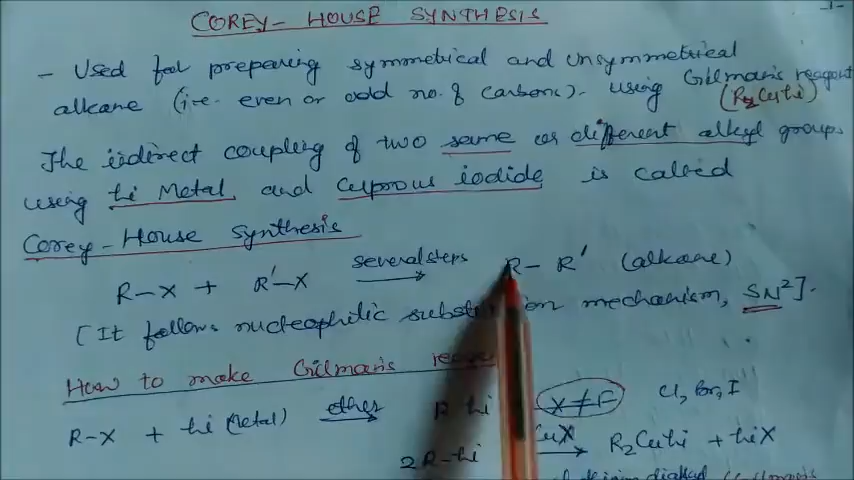 COREY-HOUSE SYNTHESIS
-1-
- Used for preparing symmetrical and unsymmetrical
alkane (i.e. even or odd no. of carbons). using Gilman's reagent
(R2CuLi)
The indirect coupling of two same or different alkyl groups
using Li Metal and cuprous iodide is called
Corey-House Synthesis
R-X + R'-X several steps R-R' (alkane)
[It follows nucleophilic mechanism, SN2].
How to make Gilman's
R-X + Li (Metal) ether R Li X≠F Cl, Br, I
2R-Li CuX R2CuLi + LiX